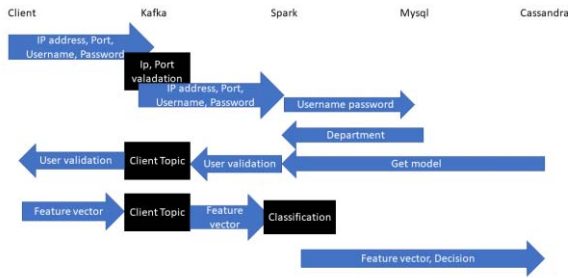 Client Kafka Spark Mysql Cassandra
IP address, Port,
Username, Password
Ip, Port
valadation
IP address, Port,
Username, Password
Username password
Department
User validation
Client Topic
User validation
Get model
Feature vector
Client Topic
Feature
vector
Classification
Feature vector, Decision